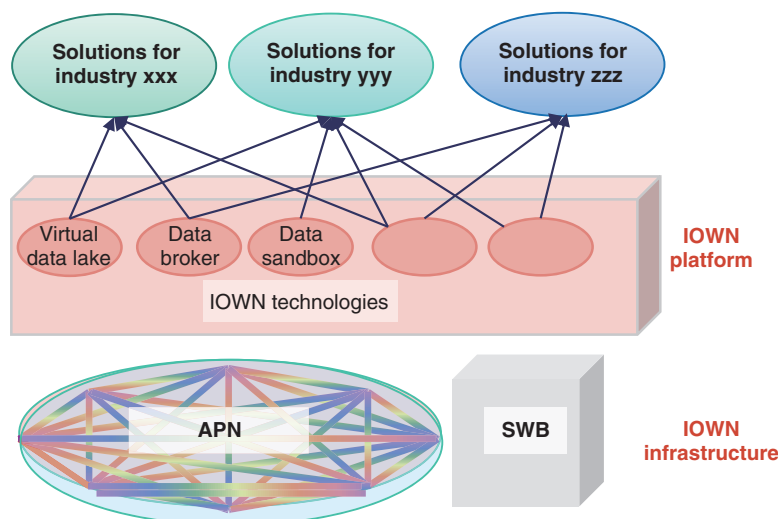 Solutions for
industry xxx
Solutions for
industry yyy
Solutions for
industry zzz
Virtual
data lake
Data
broker
Data
sandbox
IOWN technologies
IOWN
platform
APN
SWB
IOWN
infrastructure